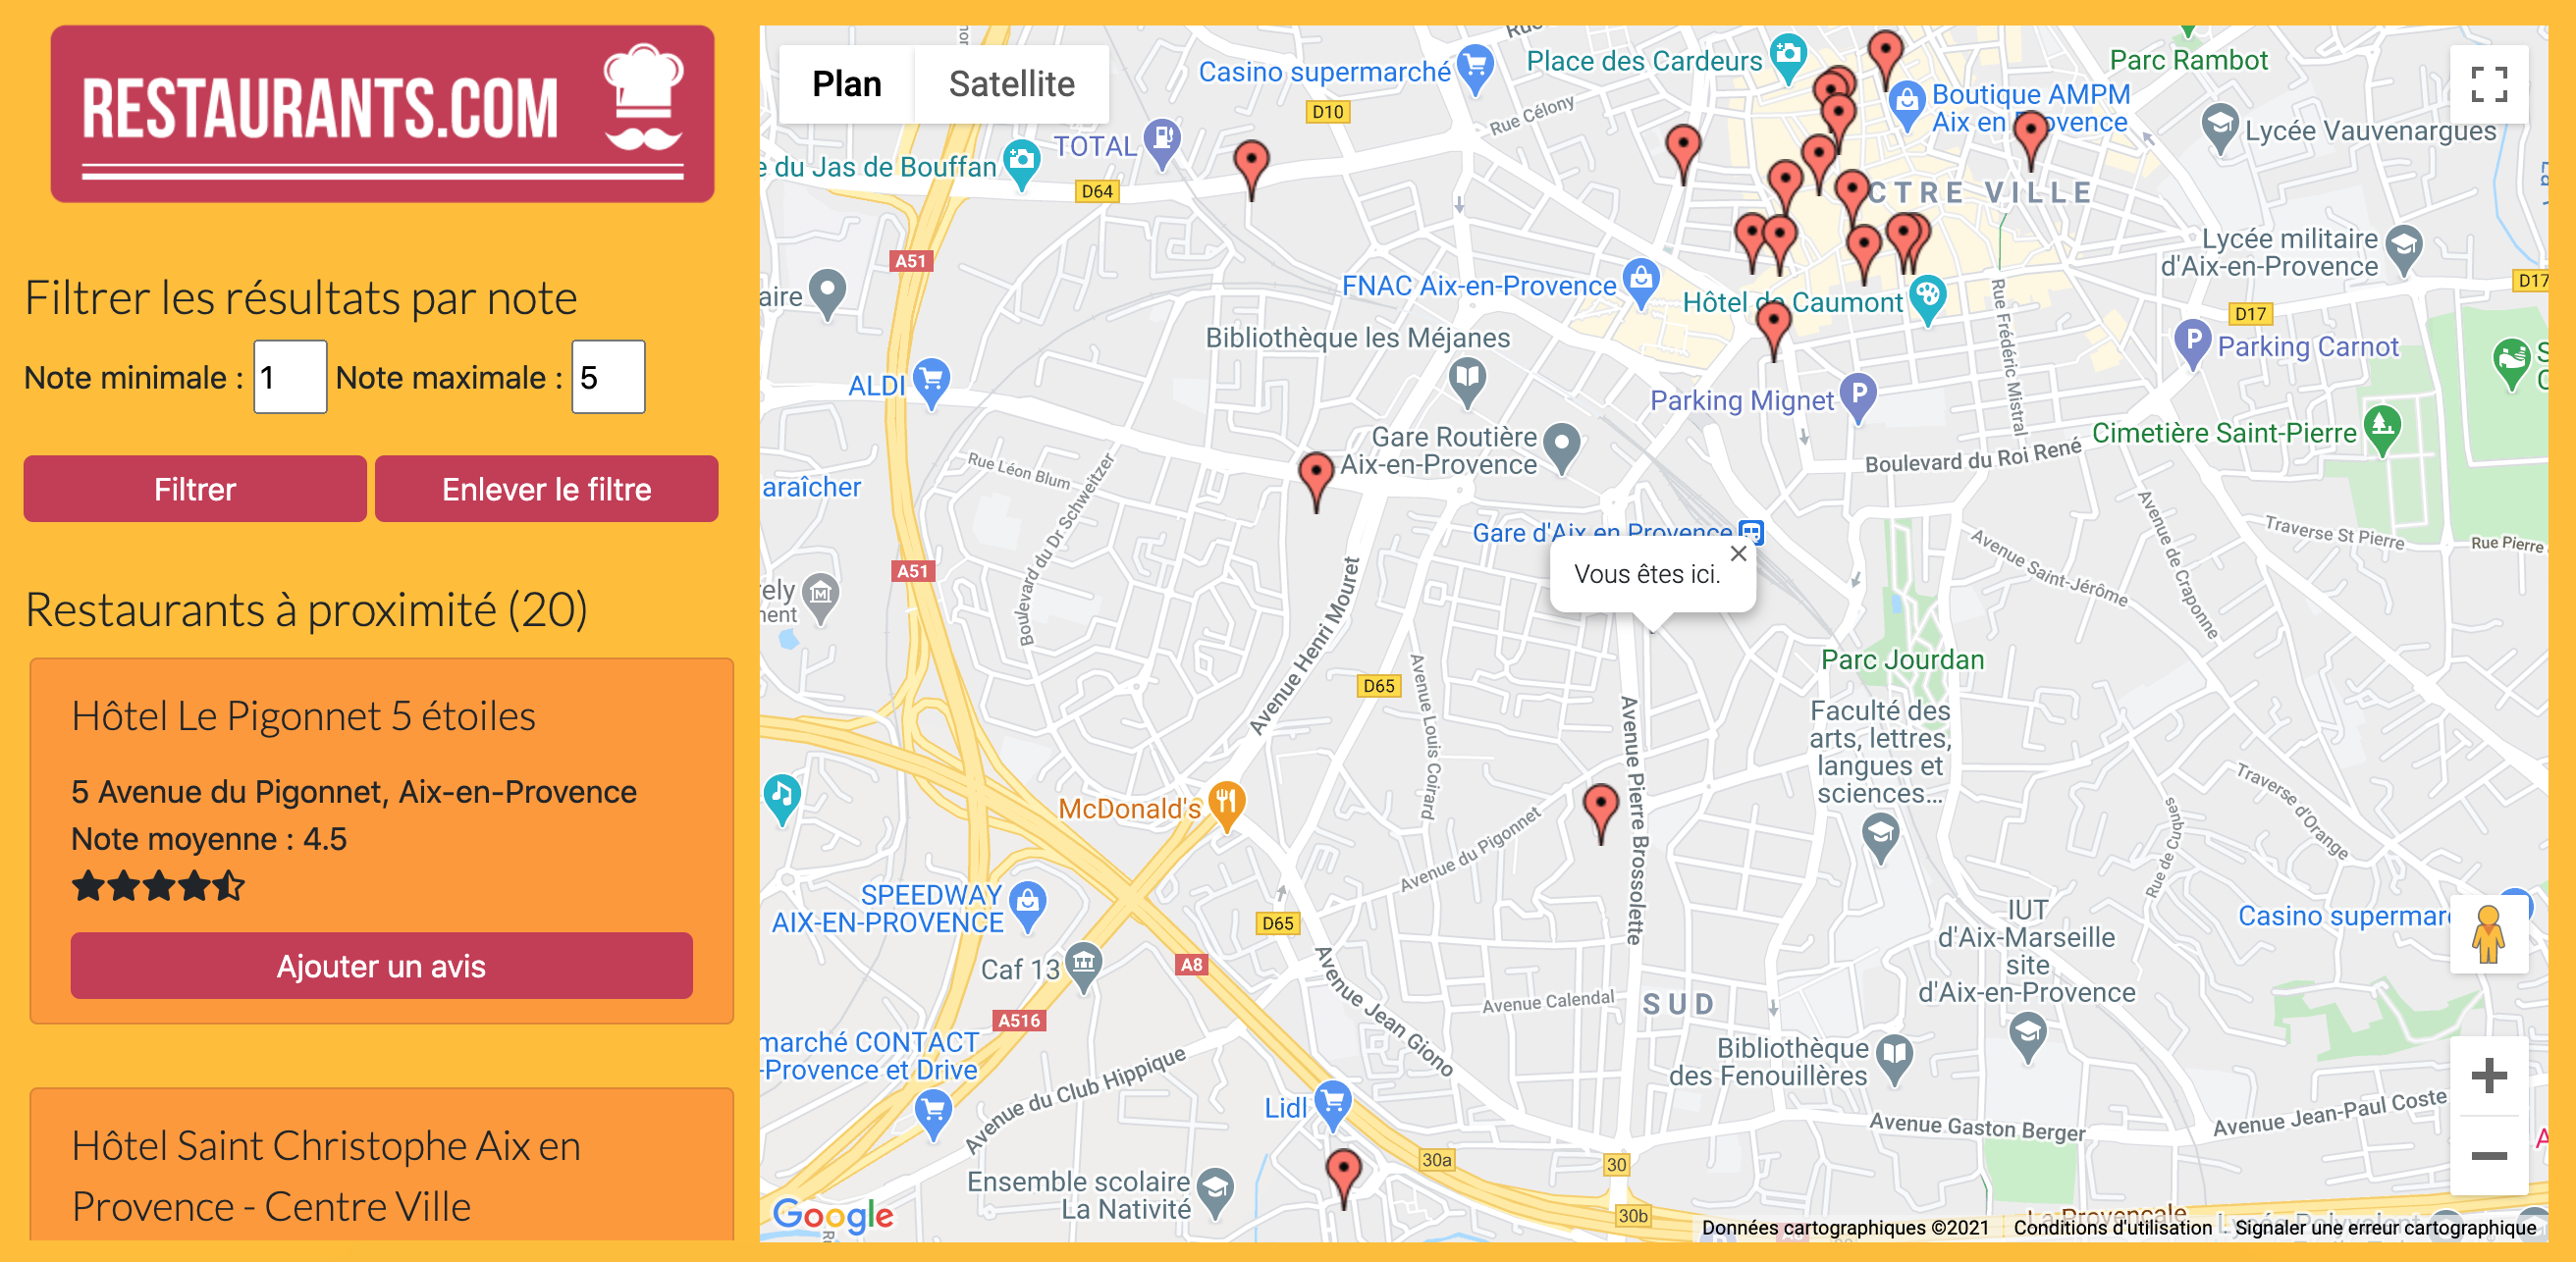 RESTAURANTS.COM
Filtrer les résultats par note
Note minimale : 1 Note maximale : 5
Filtrer
Enlever le filtre
Restaurants à proximité (20)
Hôtel Le Pigonnet 5 étoiles
5 Avenue du Pigonnet, Aix-en-Provence
Note moyenne : 4.5
Ajouter un avis
Hôtel Saint Christophe Aix en
Provence - Centre Ville
Plan
Satellite
Casino supermarché
Place des Cardeurs
Parc Rambot
D10
Rue Célony
Boutique AMPM
Aix en Provence
Lycée Vauvenargues
TOTAL
e du Jas de Bouffan
D64
CTRE VILLE
Lycée militaire
d'Aix-en-Provence
A51
D17
FNAC Aix-en-Provence
Hôtel de Caumont
aire
Rue Frédéric Mistral
D17
Bibliothèque les Méjanes
Parking Carnot
ALDI
Parking Mignet
Cimetière Saint-Pierre
Gare Routière
Aix-en-Provence
Boulevard du Roi René
Rue Léon Blum
Boulevard du Dr Schweitzer
araîcher
Gare d'Aix en Provence
Vous êtes ici.
Avenue de Craponne
Traverse St Pierre
Rue Pierre
Avenue Saint-Jérôme
A51
rely
ment
Avenue Henri Mouret
Parc Jourdan
D65
Avenue Louis Coirard
Avenue Pierre Brossolette
Faculté des
arts, lettres,
langues et
sciences...
McDonald's
Avenue du Pigonnet
Traverse d'Orange
Rue de Cuques
SPEEDWAY
AIX-EN-PROVENCE
D65
IUT
d'Aix-Marseille
site
d'Aix-en-Provence
Casino supermar
Caf 13
A8
Avenue Jean Giono
Avenue Calendal
SUD
A516
marché CONTACT
-Provence et Drive
Bibliothèque
des Fenouillères
Avenue du Club Hippique
Lidl
Avenue Gaston Berger
Avenue Jean-Paul Coste
30a
30
Ensemble scolaire
La Nativité
30b
Google
La Provençale
Données cartographiques ©2021
Conditions d'utilisation
Signaler une erreur cartographique